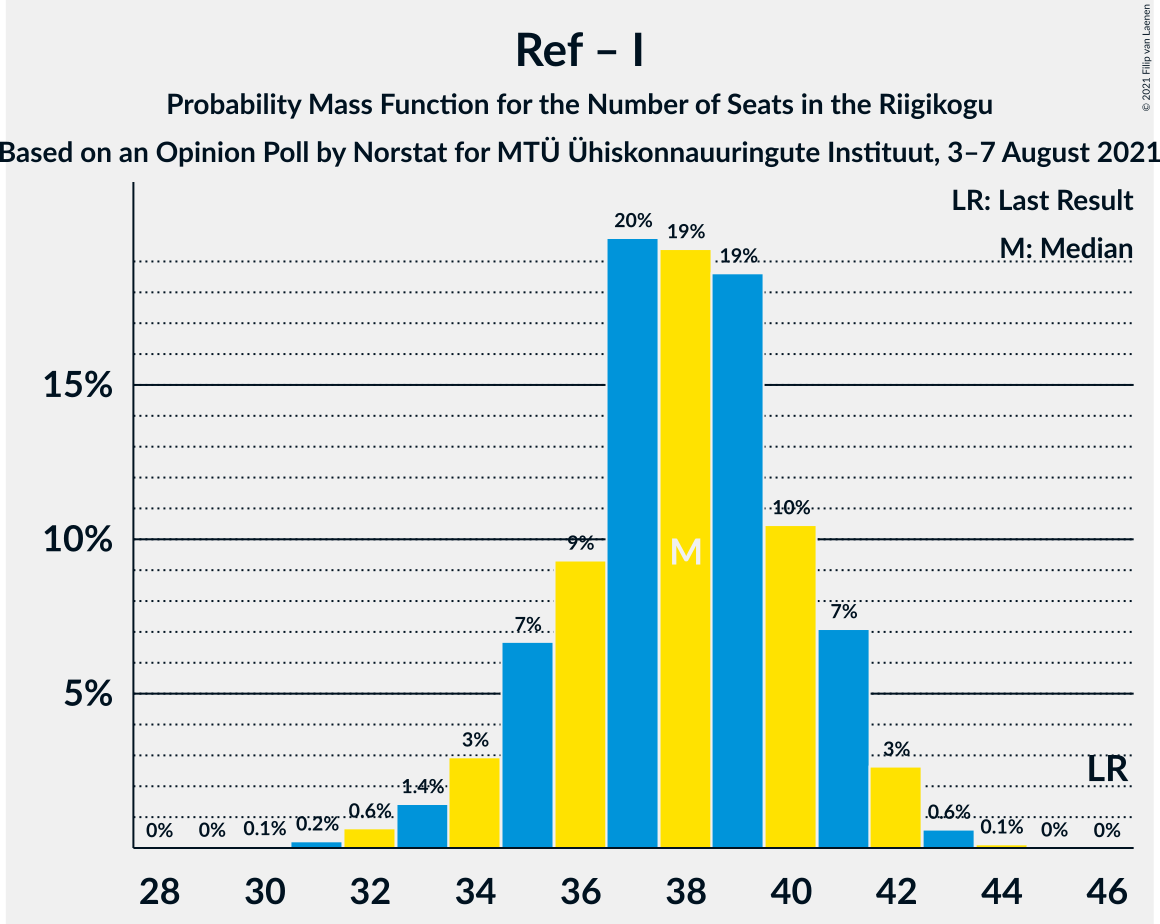 Ref – I
Probability Mass Function for the Number of Seats in the Riigikogu
Based on an Opinion Poll by Norstat for MTÜ Ühiskonnauuringute Instituut, 3–7 August 2021
© 2021 Filip van Laenen
LR: Last Result
M: Median
20%
19%
19%
15%
10%
10%
9%
M
7%
7%
5%
3%
3%
LR
1.4%
0% 0% 0.1% 0.2% 0.6% 0.6% 0.1% 0% 0%
28 30 32 34 36 38 40 42 44 46